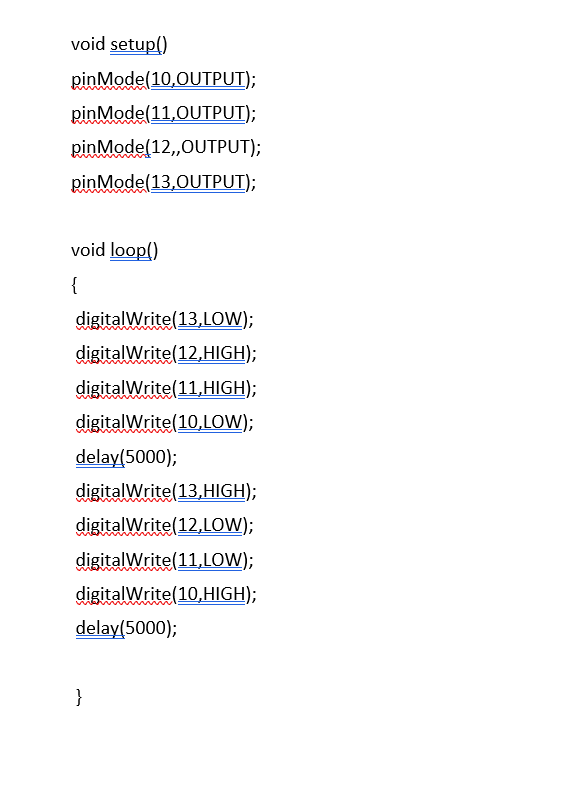 void setup()
pinMode(10,OUTPUT);
pinMode(11,OUTPUT);
pinMode(12,,OUTPUT);
pinMode(13,OUTPUT);
void loop()
{
digitalWrite(13,LOW);
digitalWrite(12,HIGH);
digitalWrite(11,HIGH);
digitalWrite(10,LOW);
delay(5000);
digitalWrite(13,HIGH);
digitalWrite(12,LOW);
digitalWrite(11,LOW);
digitalWrite(10,HIGH);
delay(5000);
}